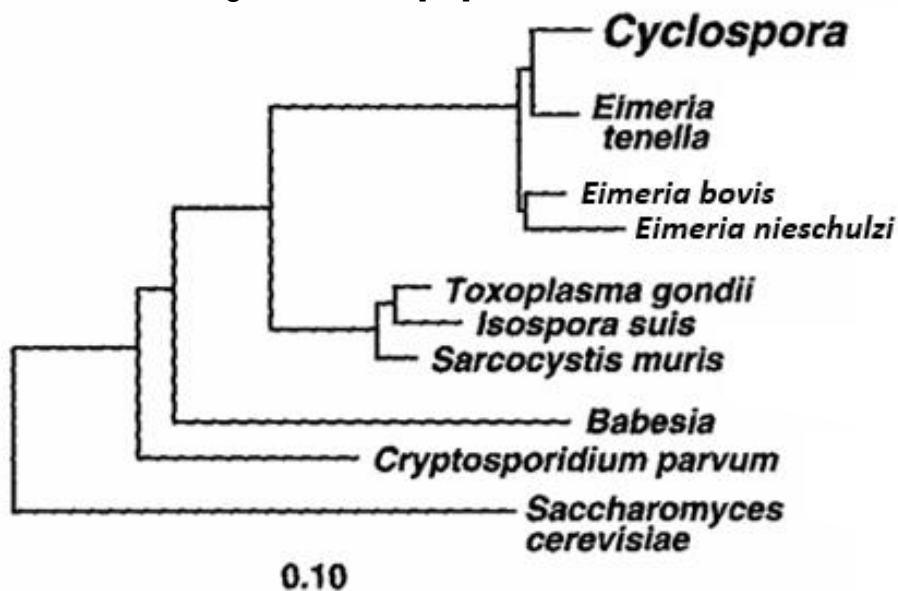 Cyclospora
Eimeria
tenella
Eimeria bovis
Eimeria nieschulzi
Toxoplasma gondii
Isospora suis
Sarcocystis muris
Babesia
Cryptosporidium parvum
Saccharomyces
cerevisiae
0.10